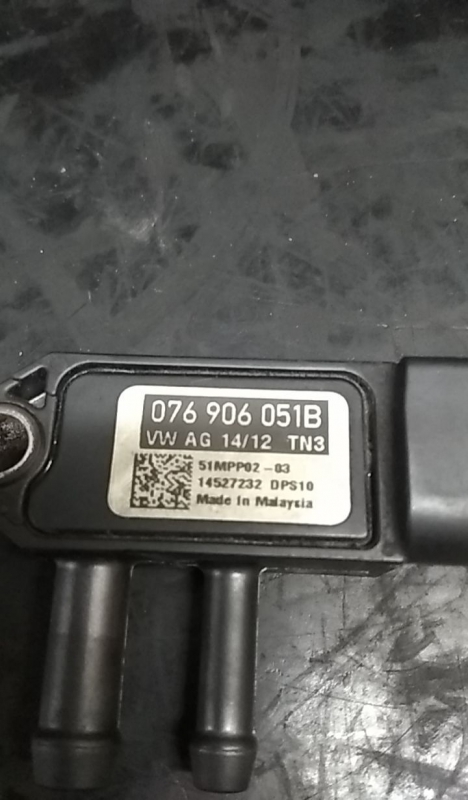 076 906 051B
VW AG 14/12 TN3
51MPP02-03
14527232 DPS10
Made In Malaysia